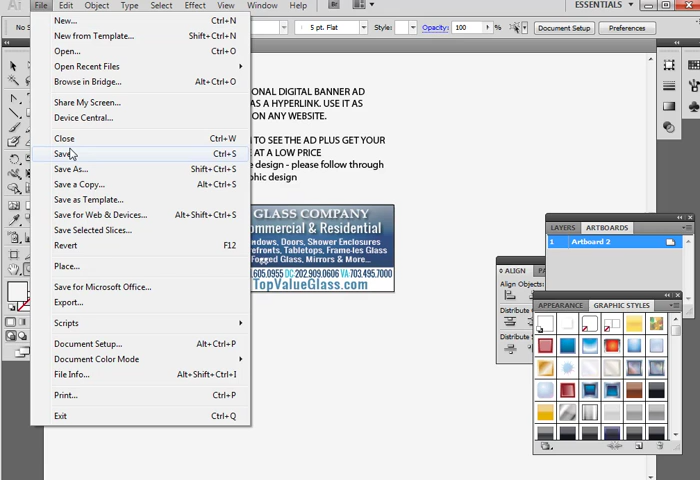 File Edit Object Type Select Effect View Window Help Br ESSENTIALS
5 pt. Flat Style: Opacity: 100 % Document Setup Preferences
New... Ctrl+N
New from Template... Shift+Ctrl+N
Open... Ctrl+O
Open Recent Files
Browse in Bridge... Alt+Ctrl+O
Share My Screen...
Device Central...
Close Ctrl+W
Save Ctrl+S
Save As... Shift+Ctrl+S
Save a Copy... Alt+Ctrl+S
Save as Template...
Save for Web & Devices... Alt+Shift+Ctrl+S
Save Selected Slices...
Revert F12
Place...
Save for Microsoft Office...
Export...
Scripts
Document Setup... Alt+Ctrl+P
Document Color Mode
File Info... Alt+Shift+Ctrl+I
Print... Ctrl+P
Exit Ctrl+Q
ONAL DIGITAL BANNER AD
AS A HYPERLINK. USE IT AS
ON ANY WEBSITE.
TO SEE THE AD PLUS GET YOUR
AT A LOW PRICE
e design - please follow through
phic design
GLASS COMPANY
mmercial & Residential
ndows, Doors, Shower Enclosures
efronts, Tabletops, Frame-les Glass
Fogged Glass, Mirrors & More...
.605.0955 DC 202.909.0606 VA 703.495.7000
TopValueGlass.com
LAYERS ARTBOARDS
1 Artboard 2
ALIGN PA
Align Objects:
Distribute
Distribute
APPEARANCE GRAPHIC STYLES